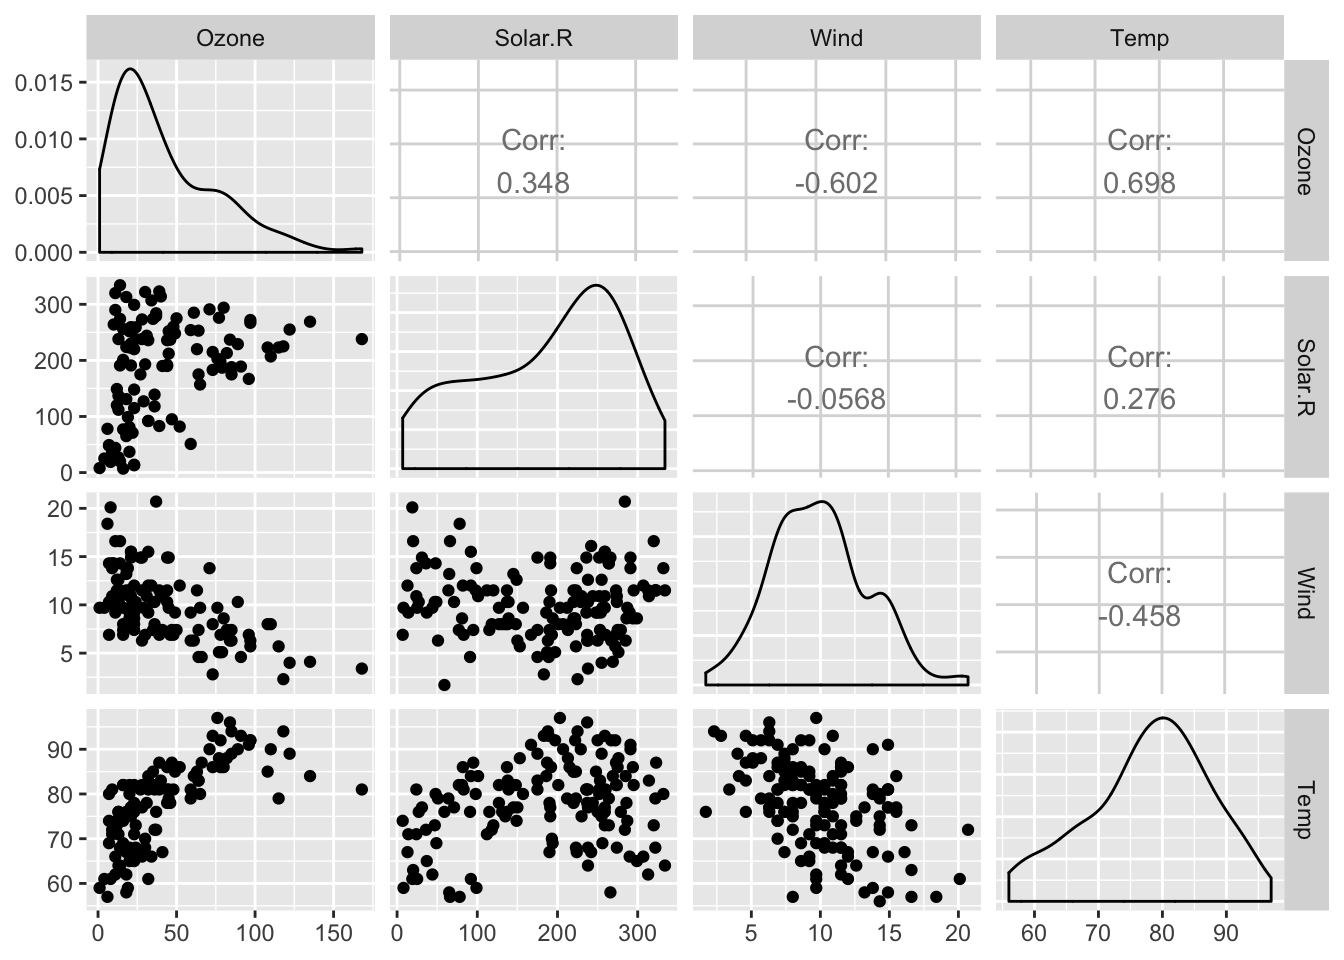 Ozone Solar.R Wind Temp
0.015
0.010
0.005
0.000
Corr:
0.348
Corr:
-0.602
Corr:
0.698
Ozone
300
200
100
0
Corr:
-0.0568
Corr:
0.276
Solar.R
20
15
10
5
Corr:
-0.458
Wind
90
80
70
60
Temp
0 50 100 150
0 100 200 300
5 10 15 20
60 70 80 90